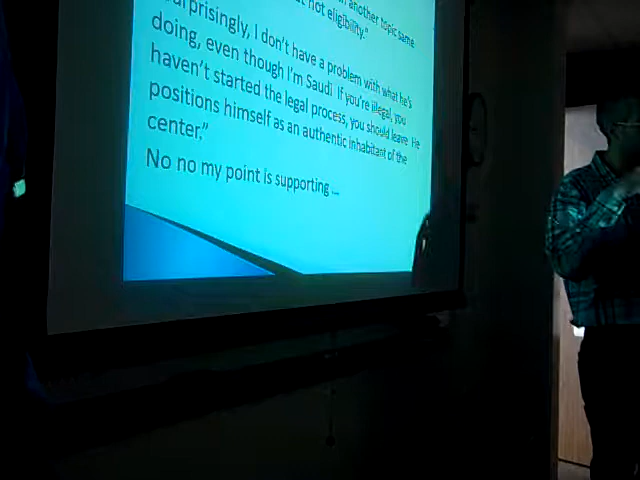 another topic same
not eligibility."
surprisingly, I don't have a problem with what he's
doing, even though I'm Saudi If you're illegal, you
haven't started the legal process, you should leave He
positions himself as an authentic inhabitant of the
center,"
No no my point is supporting ...